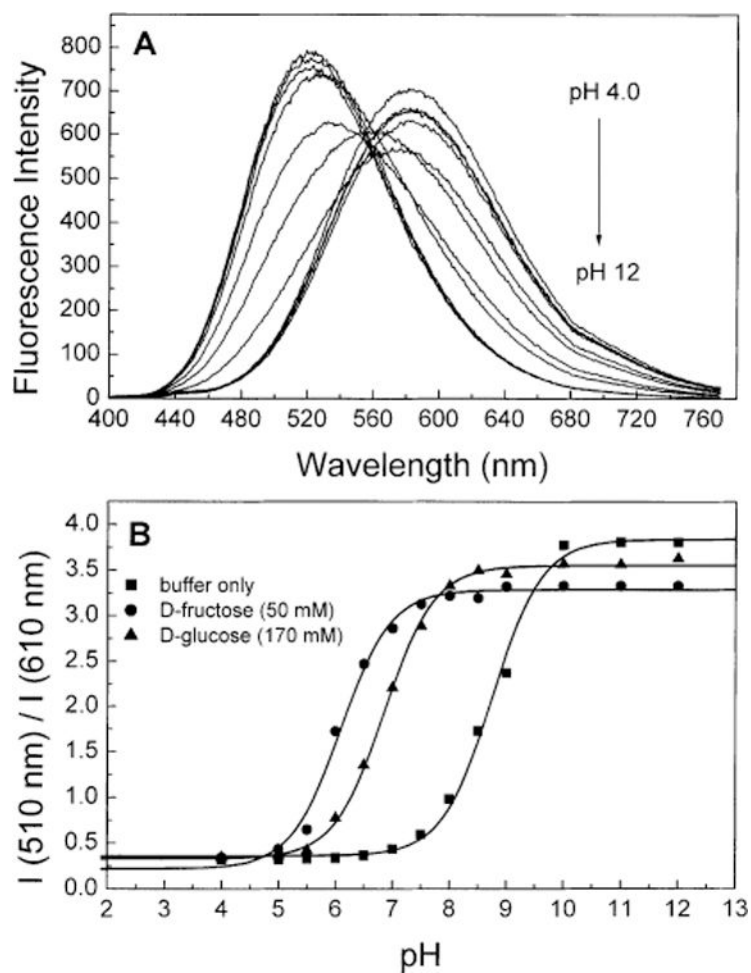 A
800
700
600
500
400
300
200
100
0
Fluorescence Intensity
pH 4.0
pH 12
400 440 480 520 560 600 640 680 720 760
Wavelength (nm)
B
4.0
3.5
3.0
2.5
2.0
1.5
1.0
0.5
0.0
I (510 nm) / I (610 nm)
buffer only
D-fructose (50 mM)
D-glucose (170 mM)
2 3 4 5 6 7 8 9 10 11 12 13
pH